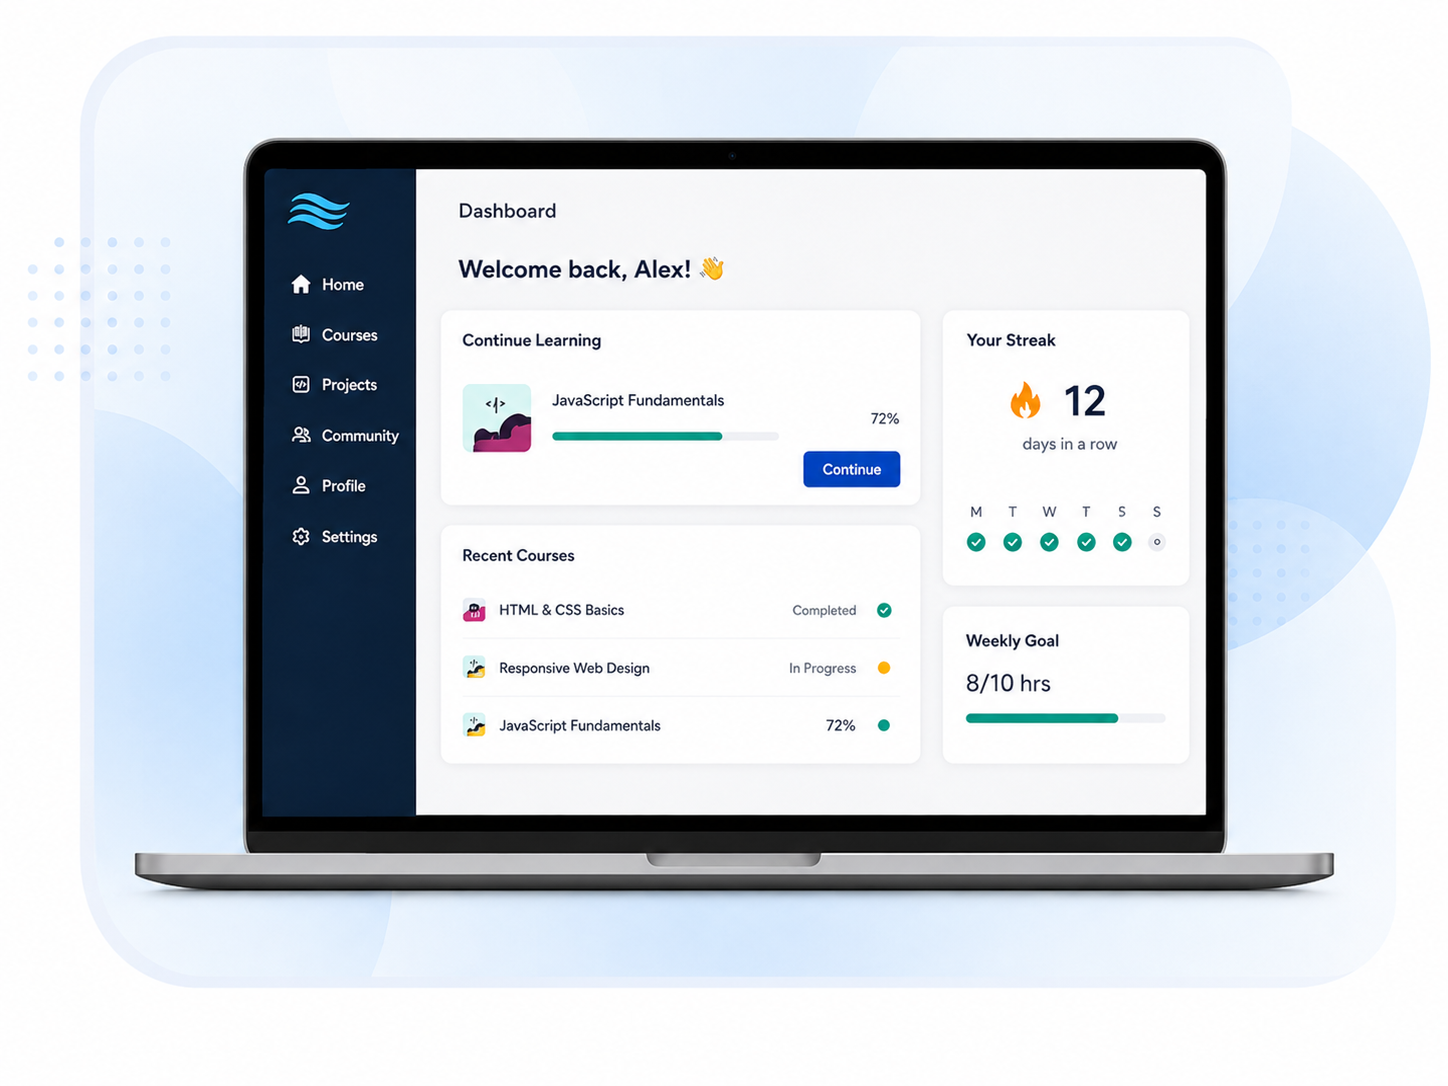 Dashboard
Welcome back, Alex! 👋
Home
Courses
Projects
Community
Profile
Settings
Continue Learning
JavaScript Fundamentals
72%
Continue
Recent Courses
HTML & CSS Basics Completed
Responsive Web Design In Progress
JavaScript Fundamentals 72%
Your Streak
12
days in a row
M T W T S S
Weekly Goal
8/10 hrs